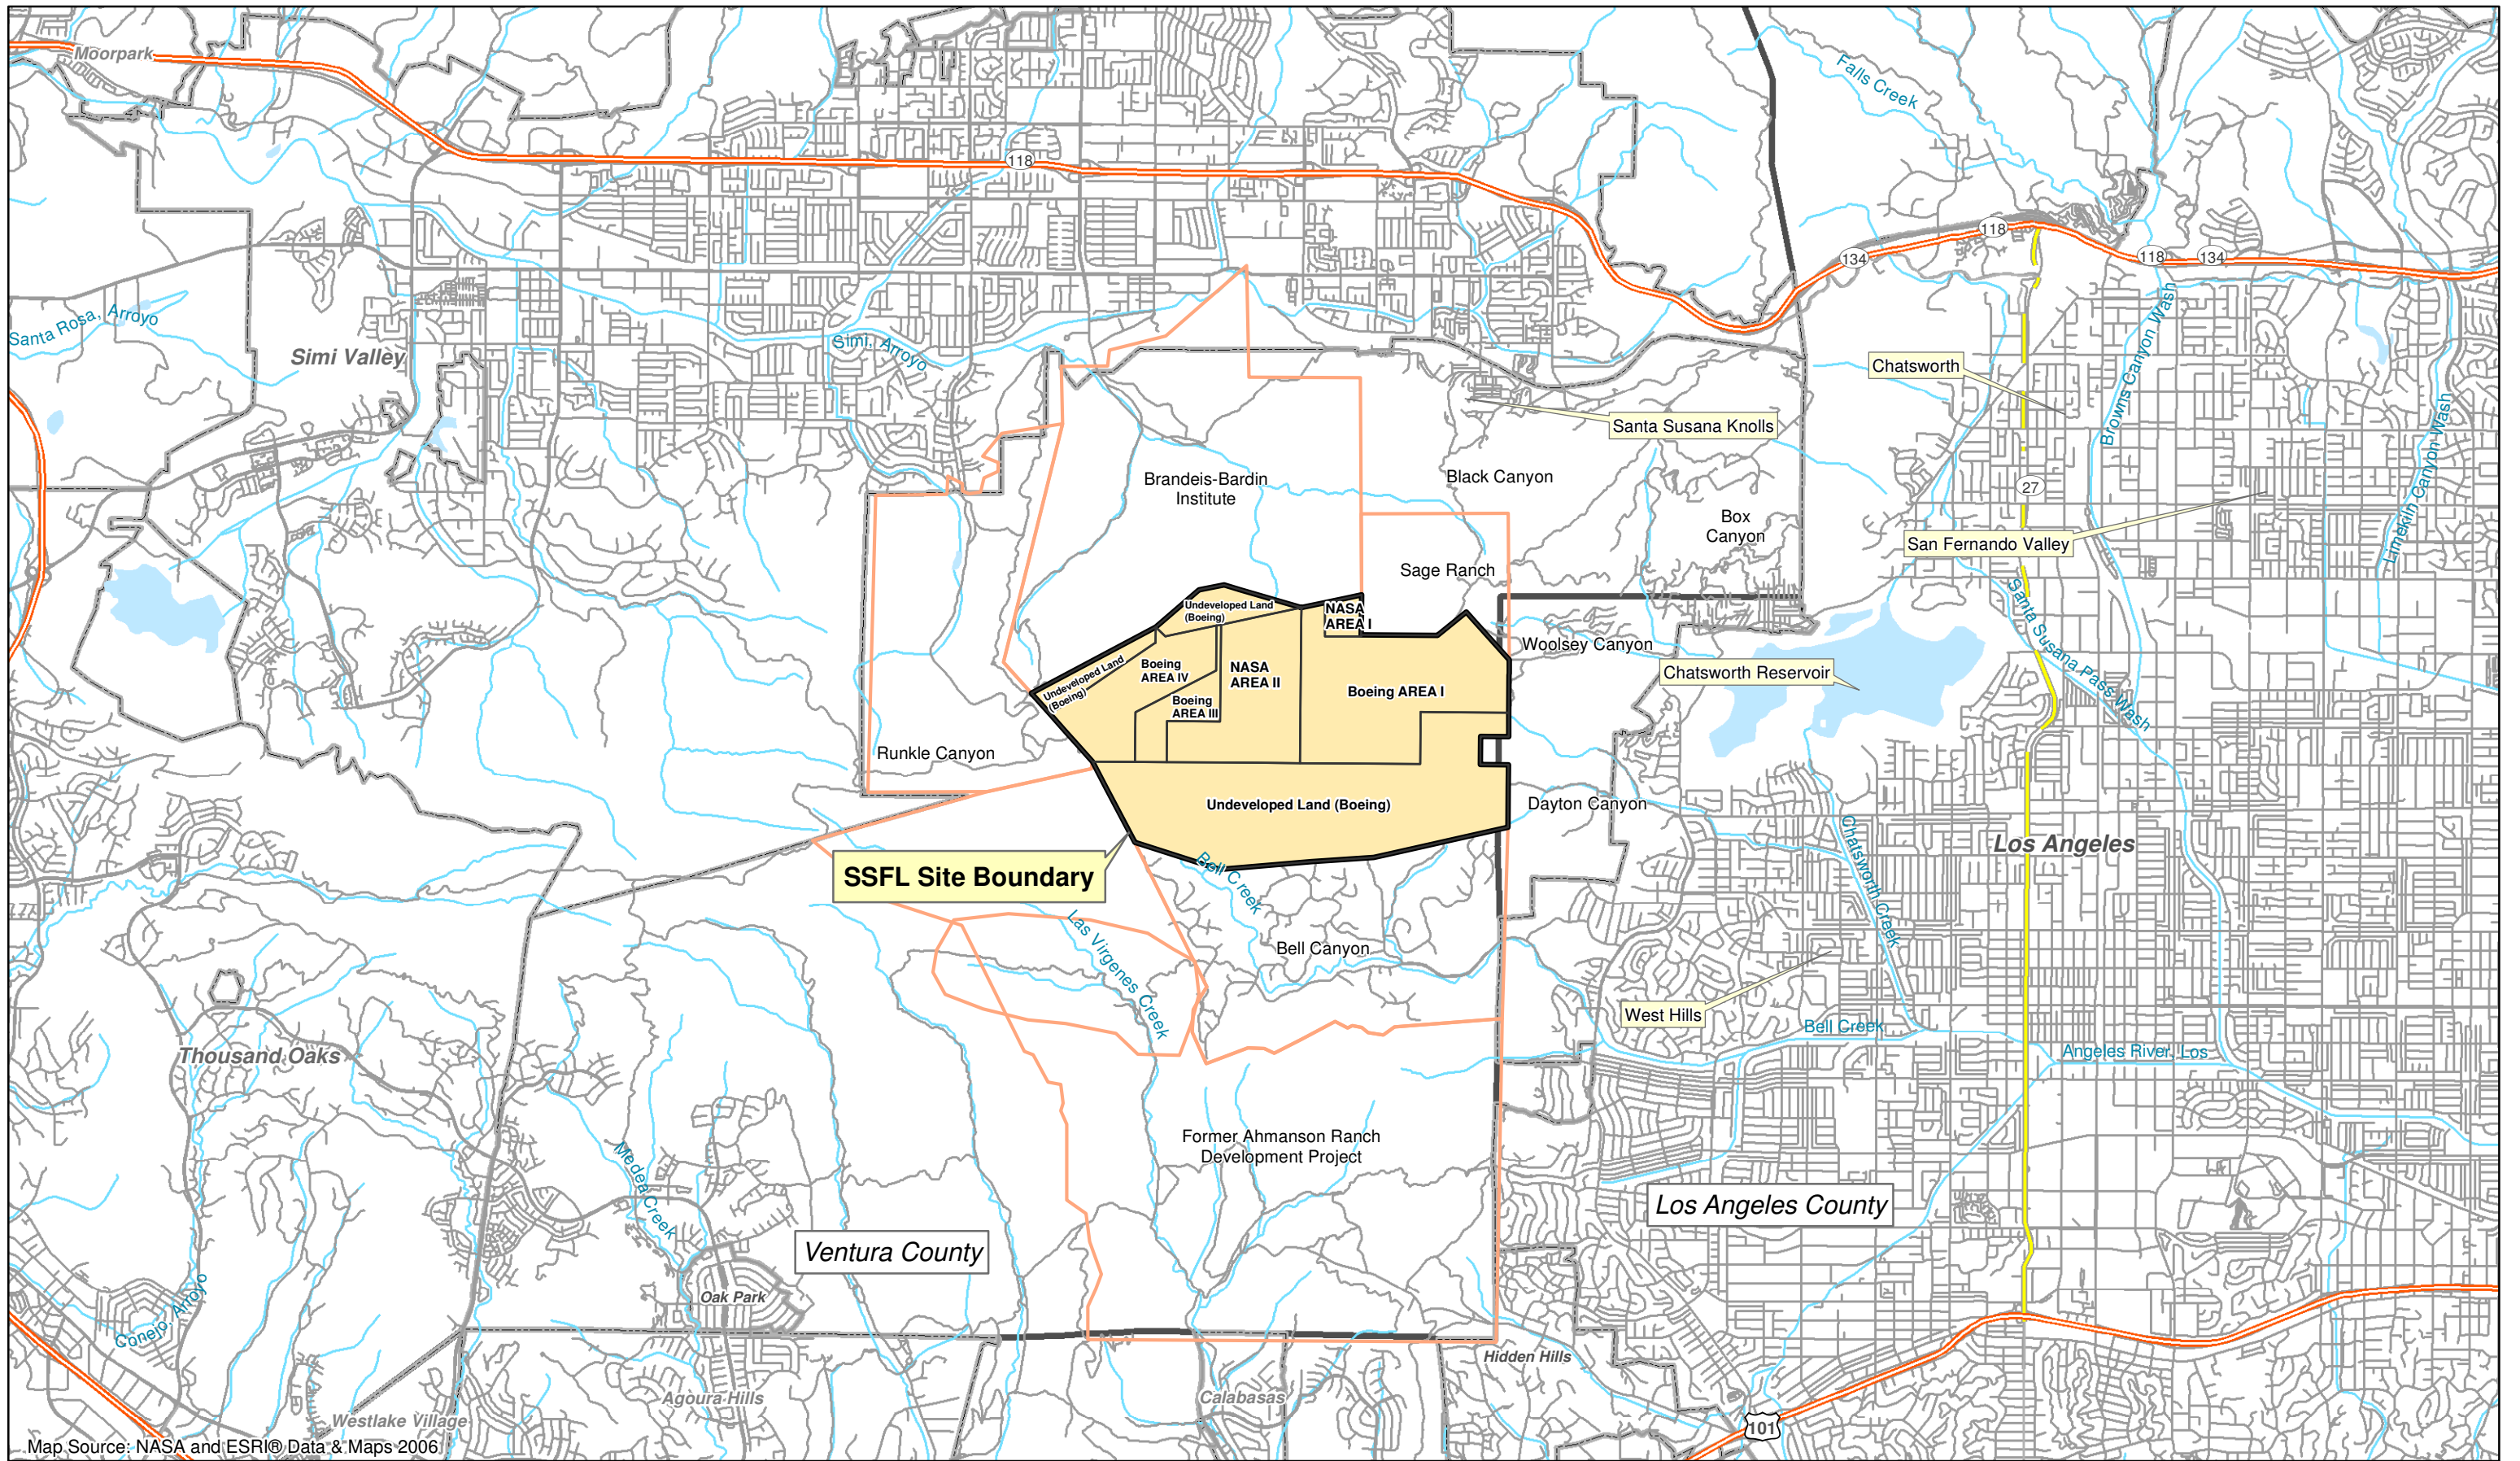 Moorpark
Falls Creek
118
118
134
118
134
Santa Rosa, Arroyo
Simi Valley
Simi, Arroyo
Chatsworth
Browns Canyon Wash
Limekiln Canyon Wash
Santa Susana Knolls
Brandeis-Bardin
Institute
Black Canyon
27
Box
Canyon
San Fernando Valley
Sage Ranch
Santa Susana Pass Wash
Undeveloped Land
(Boeing)
NASA
AREA I
Woolsey Canyon
Undeveloped Land
(Boeing)
Boeing
AREA IV
NASA
AREA II
Boeing AREA I
Chatsworth Reservoir
Boeing
AREA III
Runkle Canyon
Undeveloped Land (Boeing)
Dayton Canyon
Chatsworth Creek
Los Angeles
SSFL Site Boundary
Bell Creek
Las Virgenes Creek
Bell Canyon
West Hills
Bell Creek
Angeles River, Los
Thousand Oaks
Medea Creek
Former Ahmanson Ranch
Development Project
Los Angeles County
Ventura County
Oak Park
Conejo, Arroyo
Hidden Hills
Agoura Hills
Calabasas
Westlake Village
101
Map Source: NASA and ESRI® Data & Maps 2006